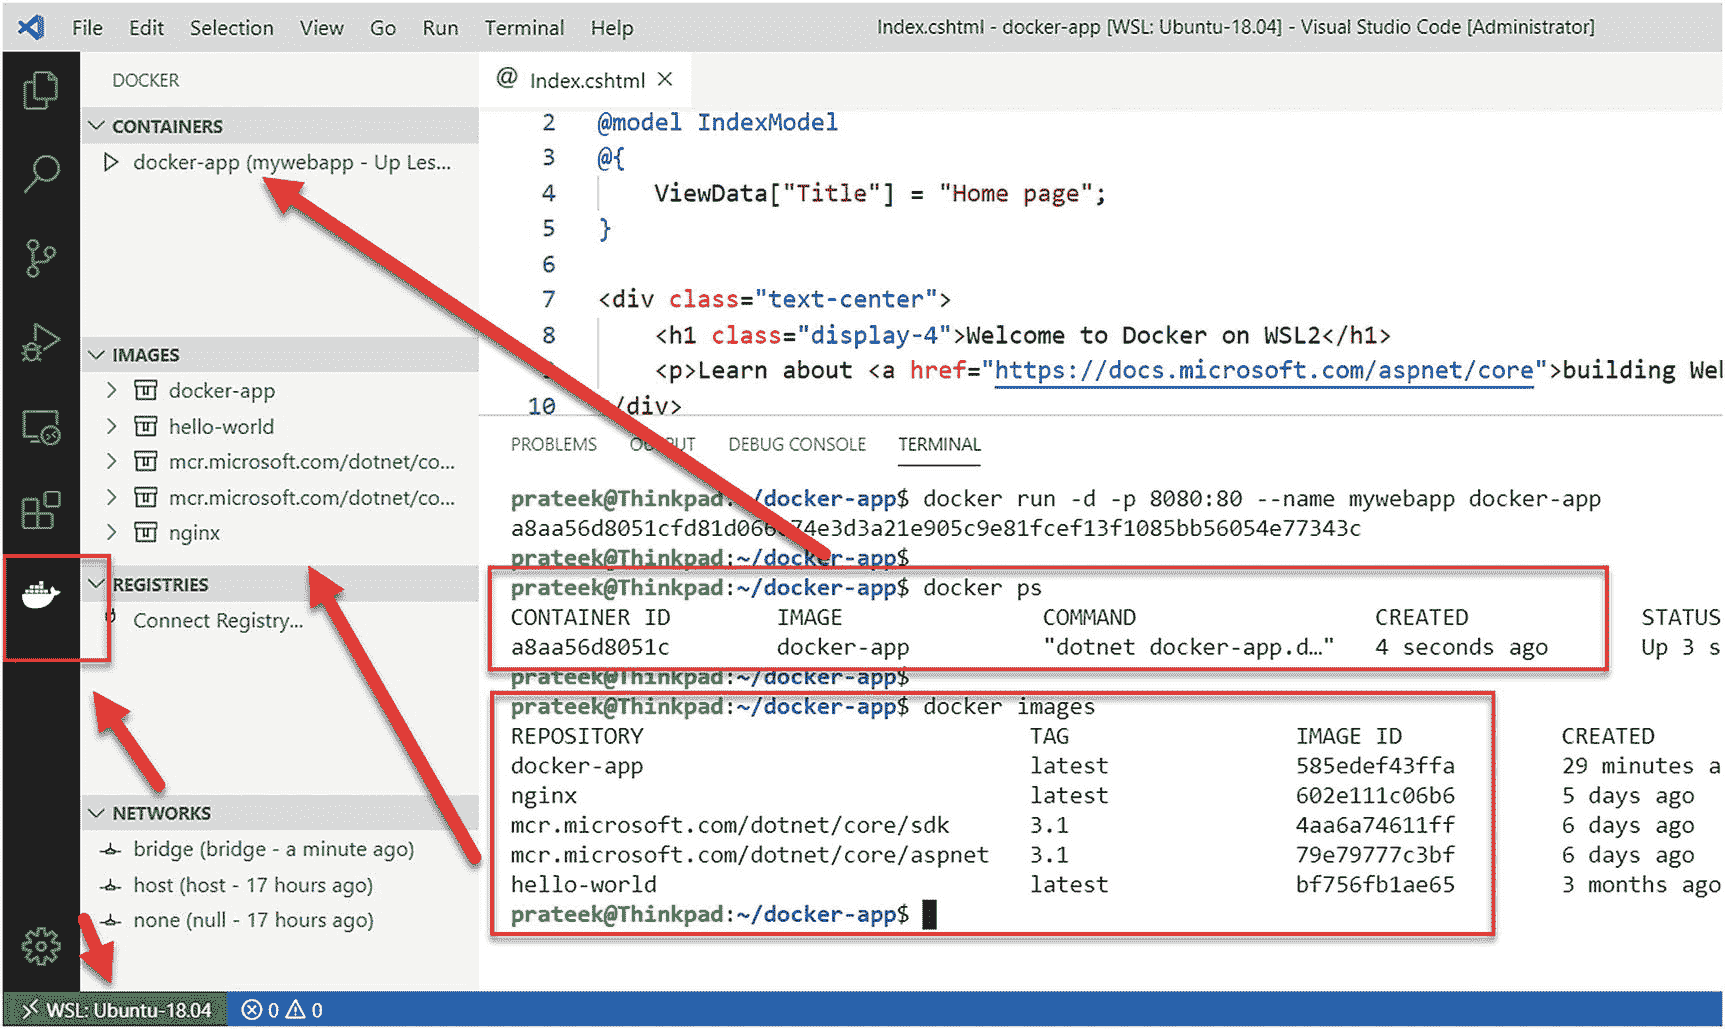 File Edit Selection View Go Run Terminal Help
Index.cshtml - docker-app [WSL: Ubuntu-18.04] - Visual Studio Code [Administrator]
DOCKER
CONTAINERS
docker-app (mywebapp - Up Les...
IMAGES
docker-app
hello-world
mcr.microsoft.com/dotnet/co...
mcr.microsoft.com/dotnet/co...
nginx
REGISTRIES
Connect Registry...
NETWORKS
bridge (bridge - a minute ago)
host (host - 17 hours ago)
none (null - 17 hours ago)
Index.cshtml
2 @model IndexModel
3 @{
4 ViewData["Title"] = "Home page";
5 }
6
7 <div class="text-center">
8 <h1 class="display-4">Welcome to Docker on WSL2</h1>
<p>Learn about <a href="https://docs.microsoft.com/aspnet/core">building Wel
10 /div>
PROBLEMS OUTPUT DEBUG CONSOLE TERMINAL
prateek@Thinkpad:~/docker-app$ docker run -d -p 8080:80 --name mywebapp docker-app
prateek@Thinkpad:~/docker-app$
prateek@Thinkpad:~/docker-app$ docker ps
CONTAINER ID IMAGE COMMAND CREATED STATUS
a8aa56d8051c docker-app "dotnet docker-app.d…" 4 seconds ago Up 3 s
prateek@Thinkpad:~/docker-app$
prateek@Thinkpad:~/docker-app$ docker images
REPOSITORY TAG IMAGE ID CREATED
docker-app latest 585edef43ffa 29 minutes a
nginx latest 602e111c06b6 5 days ago
mcr.microsoft.com/dotnet/core/sdk 3.1 4aa6a74611ff 6 days ago
mcr.microsoft.com/dotnet/core/aspnet 3.1 79e79777c3bf 6 days ago
hello-world latest bf756fb1ae65 3 months ago
prateek@Thinkpad:~/docker-app$
WSL: Ubuntu-18.04 0 0